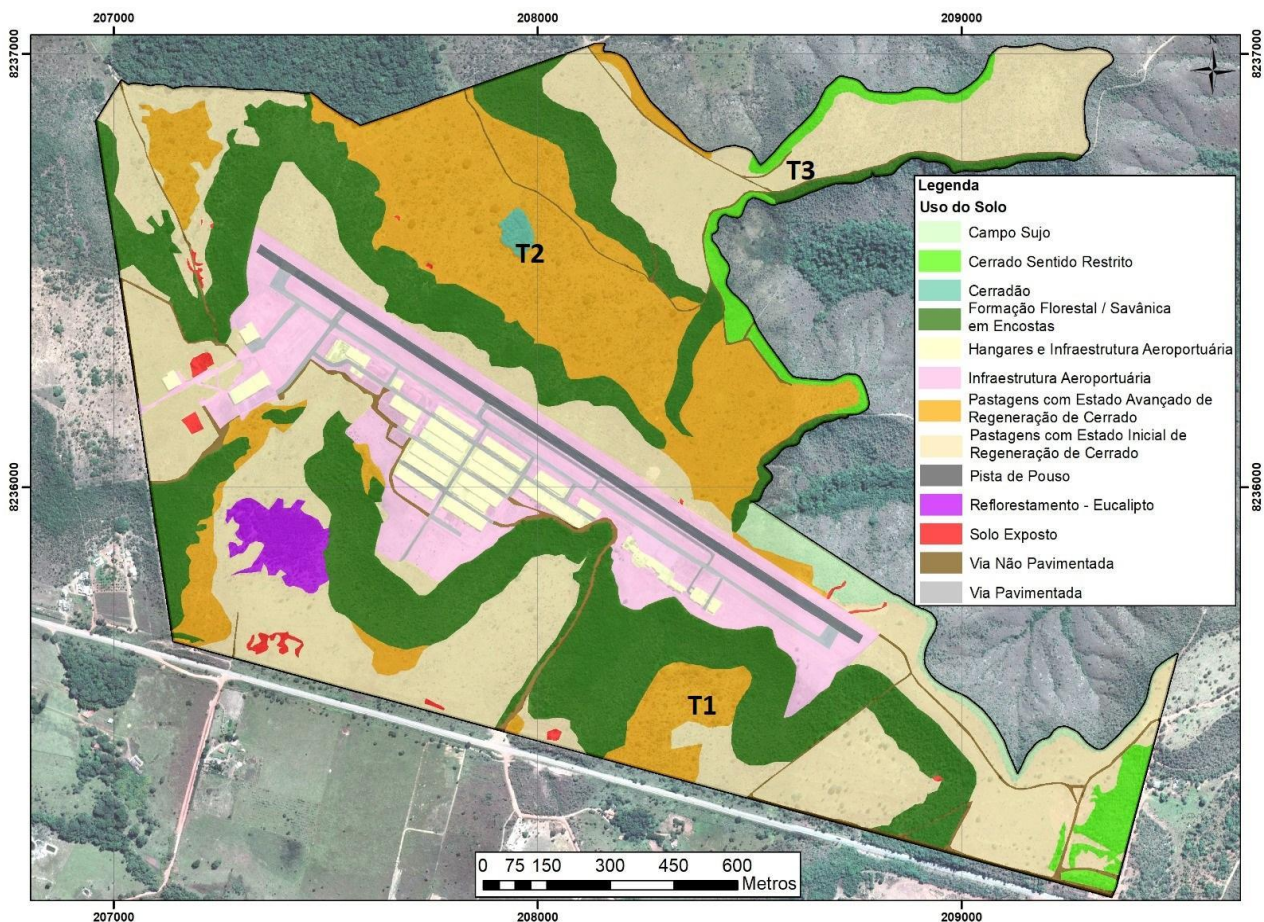 207000
208000
209000
8237000
8237000
T3
Legenda
Uso do Solo
Campo Sujo
Cerrado Sentido Restrito
Cerradão
Formação Florestal / Savânica
em Encostas
Hangares e Infraestrutura Aeroportuária
Infraestrutura Aeroportuária
Pastagens com Estado Avançado de
Regeneração de Cerrado
Pastagens com Estado Inicial de
Regeneração de Cerrado
Pista de Pouso
Reflorestamento - Eucalipto
Solo Exposto
Via Não Pavimentada
Via Pavimentada
T2
8236000
8236000
T1
0 75 150 300 450 600
Metros
207000
208000
209000